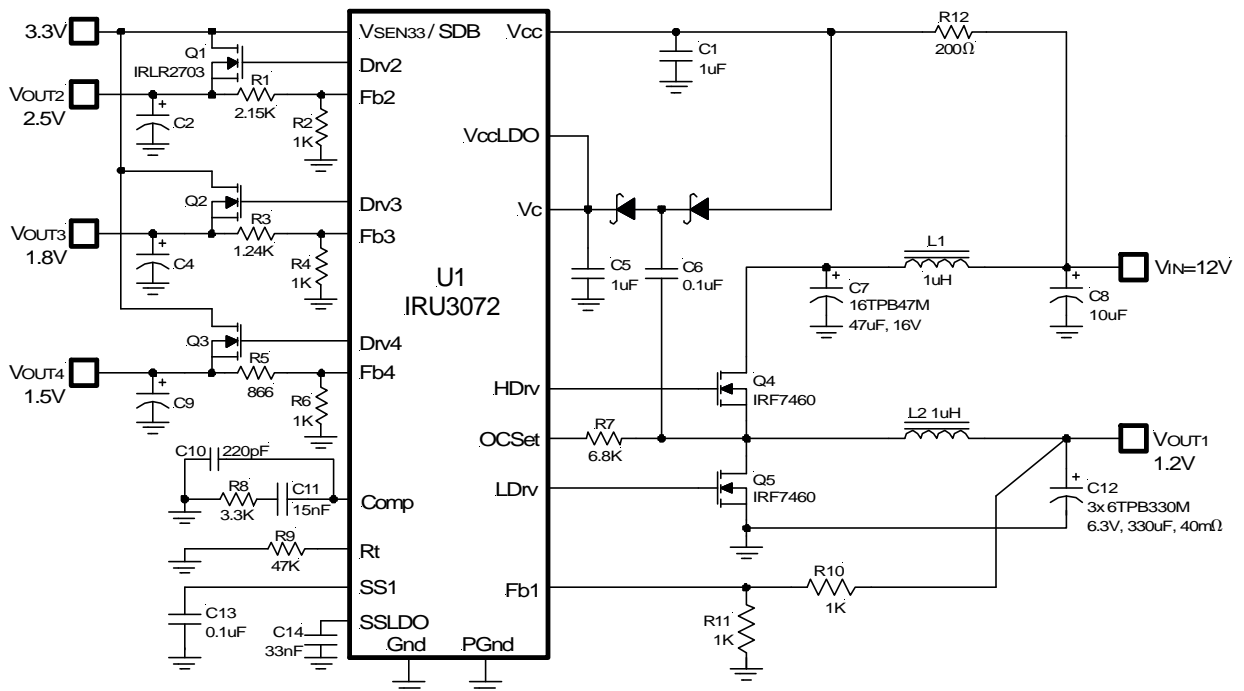 3.3V
VOUT2
2.5V
VOUT3
1.8V
VOUT4
1.5V
Q1
IRLR2703
R1
2.15K
C2
R2
1K
Q2
R3
1.24K
C4
R4
1K
Q3
R5
866
C9
R6
1K
C10
220pF
R8
3.3K
C11
15nF
R9
47K
C13
0.1uF
C14
33nF
VSEN33 / SDB
Drv2
Fb2
Drv3
Fb3
Drv4
Fb4
Comp
Rt
SS1
SSLDO
Gnd
PGnd
U1
IRU3072
Vcc
VccLDO
Vc
HDrv
OCSet
LDrv
Fb1
C1
1uF
R12
200Ω
C5
1uF
C6
0.1uF
L1
1uH
C7
16TPB47M
47uF, 16V
VIN=12V
C8
10uF
Q4
IRF7460
R7
6.8K
L2 1uH
VOUT1
1.2V
Q5
IRF7460
C12
3x 6TPB330M
6.3V, 330uF, 40mΩ
R10
1K
R11
1K